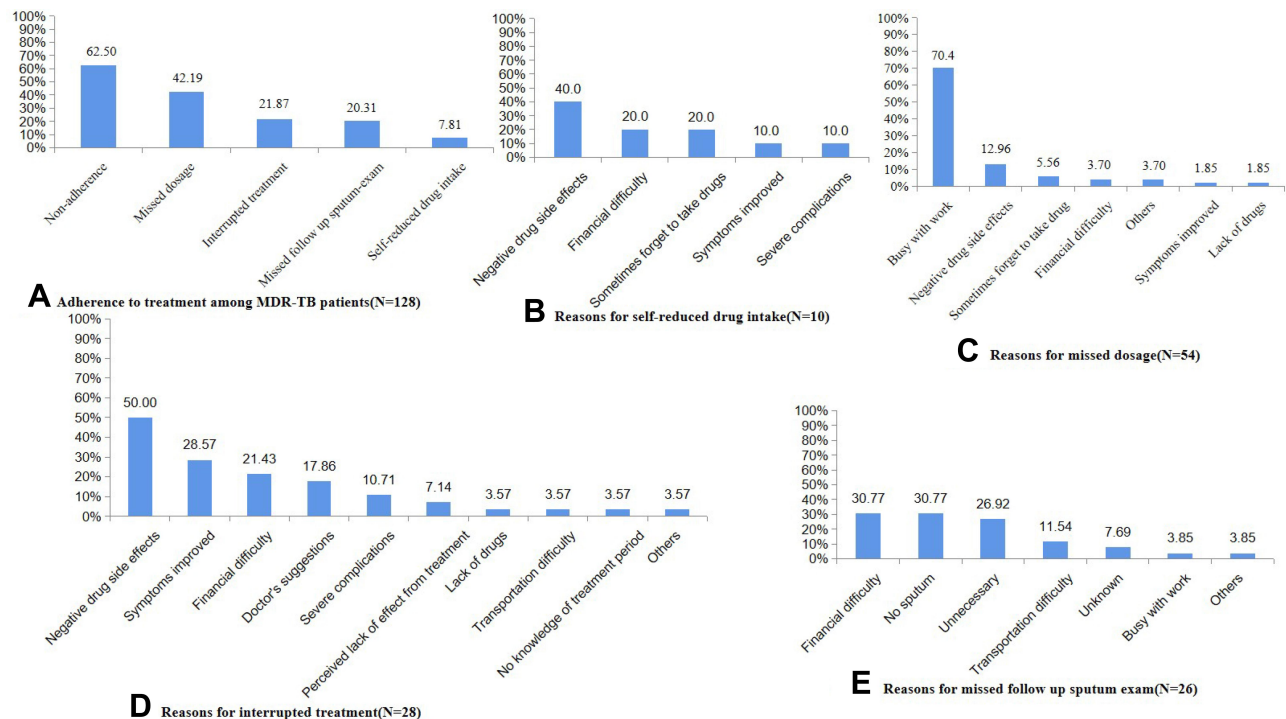 100%
90%
80%
70%
60%
50%
40%
30%
20%
10%
0%
62.50
42.19
21.87
20.31
7.81
Non-adherence
Missed dosage
Interrupted treatment
Missed follow up sputum-exam
Self-reduced drug intake
A Adherence to treatment among MDR-TB patients(N=128)
100%
90%
80%
70%
60%
50%
40%
30%
20%
10%
0%
40.0
20.0
20.0
10.0
10.0
Negative drug side effects
Financial difficulty
Sometimes forget to take drugs
Symptoms improved
Severe complications
B Reasons for self-reduced drug intake(N=10)
100%
90%
80%
70%
60%
50%
40%
30%
20%
10%
0%
70.4
12.96
5.56
3.70
3.70
1.85
1.85
Busy with work
Negative drug side effects
Sometimes forget to take drug
Financial difficulty
Others
Symptoms improved
Lack of drugs
C Reasons for missed dosage(N=54)
100%
90%
80%
70%
60%
50%
40%
30%
20%
10%
0%
50.00
28.57
21.43
17.86
10.71
7.14
3.57
3.57
3.57
3.57
Negative drug side effects
Symptoms improved
Financial difficulty
Doctor's suggestions
Severe complications
Perceived lack of effect from treatment
Lack of drugs
Transportation difficulty
No knowledge of treatment period
Others
D Reasons for interrupted treatment(N=28)
100%
90%
80%
70%
60%
50%
40%
30%
20%
10%
0%
30.77
30.77
26.92
11.54
7.69
3.85
3.85
Financial difficulty
No sputum
Unnecessary
Transportation difficulty
Unknown
Busy with work
Others
E Reasons for missed follow up sputum exam(N=26)